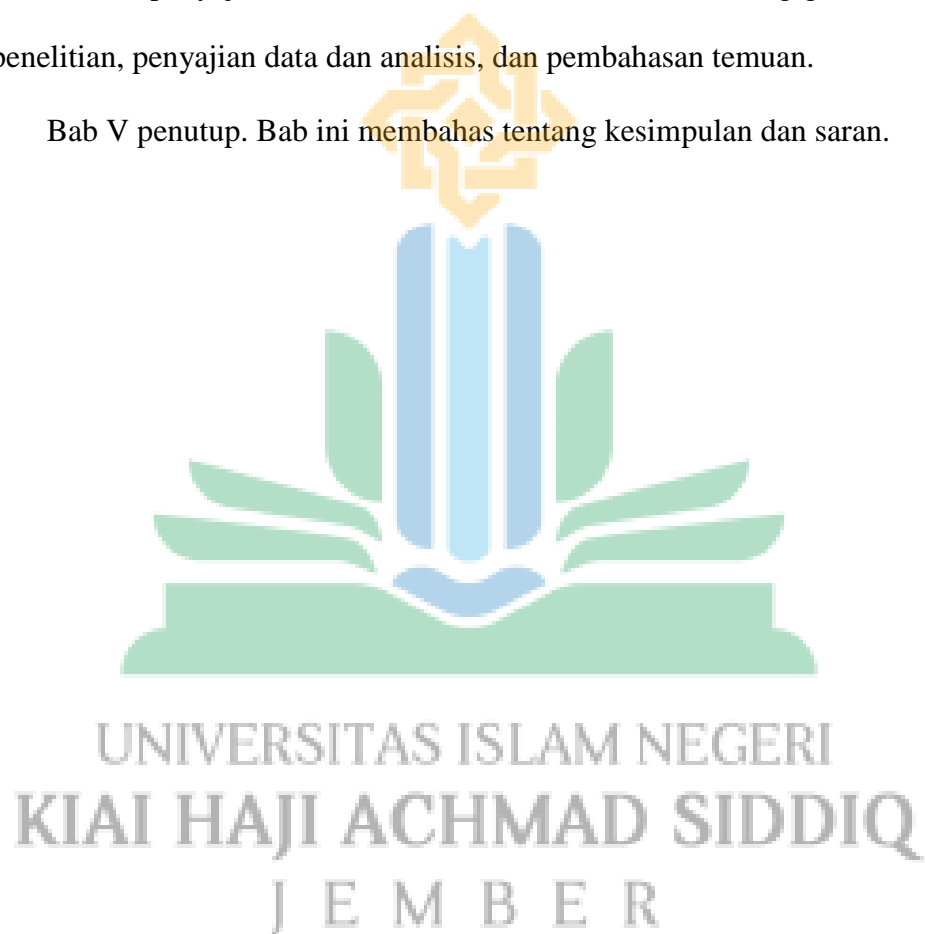 penelitian, penyajian data dan analisis, dan pembahasan temuan.
Bab V penutup. Bab ini membahas tentang kesimpulan dan saran.
UNIVERSITAS ISLAM NEGERI
KIAI HAJI ACHMAD SIDDIQ
JEMBER